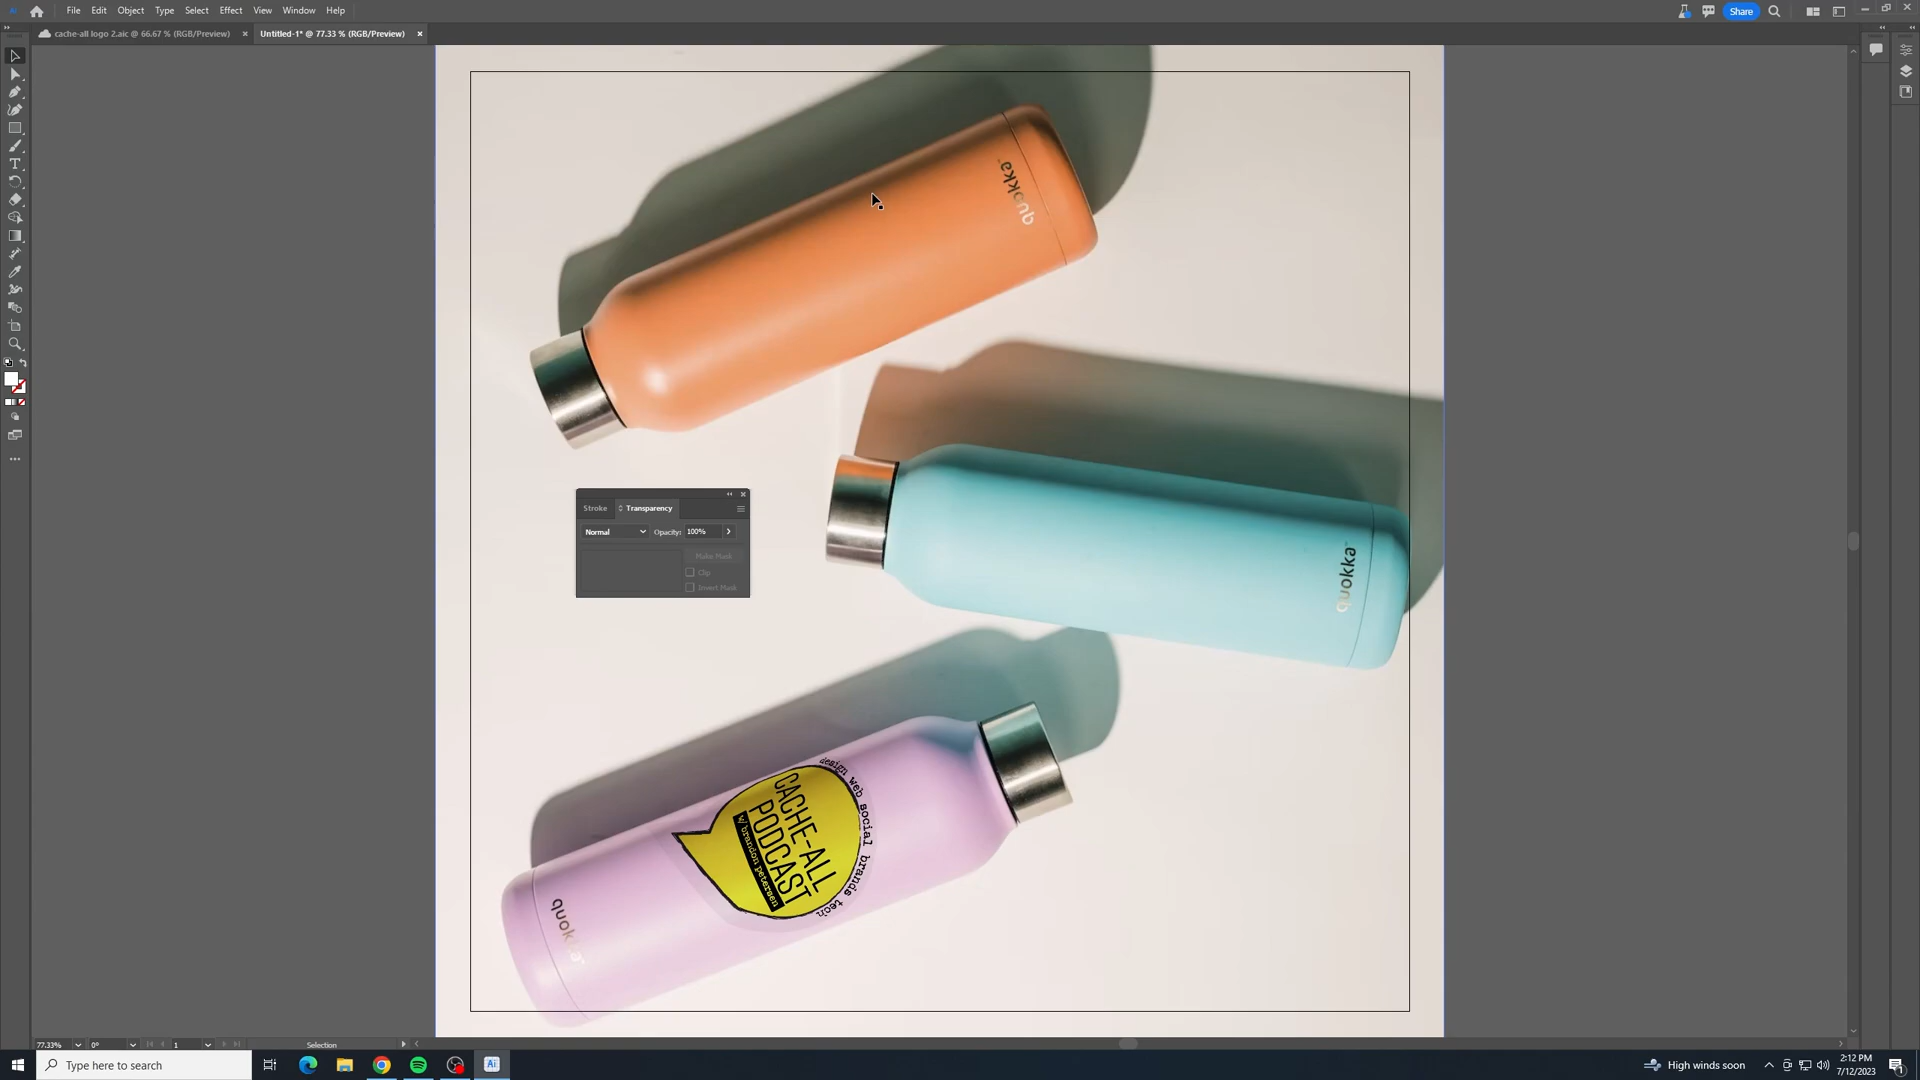 File Edit Object Type Select Effect View Window Help
Share
cache-all logo 2.aic @ 66.67 % (RGB/Preview) × Untitled-1* @ 77.33 % (RGB/Preview) ×
quokka
quokka
Stroke Transparency
Normal Opacity: 100%
Make Mask
Clip
Invert Mask
design web social brands tech
CACHE-ALL
PODCAST
w/ brandon petersen
quokka
77.33% 0° 1 Selection
Type here to search
Ai
High winds soon
2:12 PM
7/12/2023